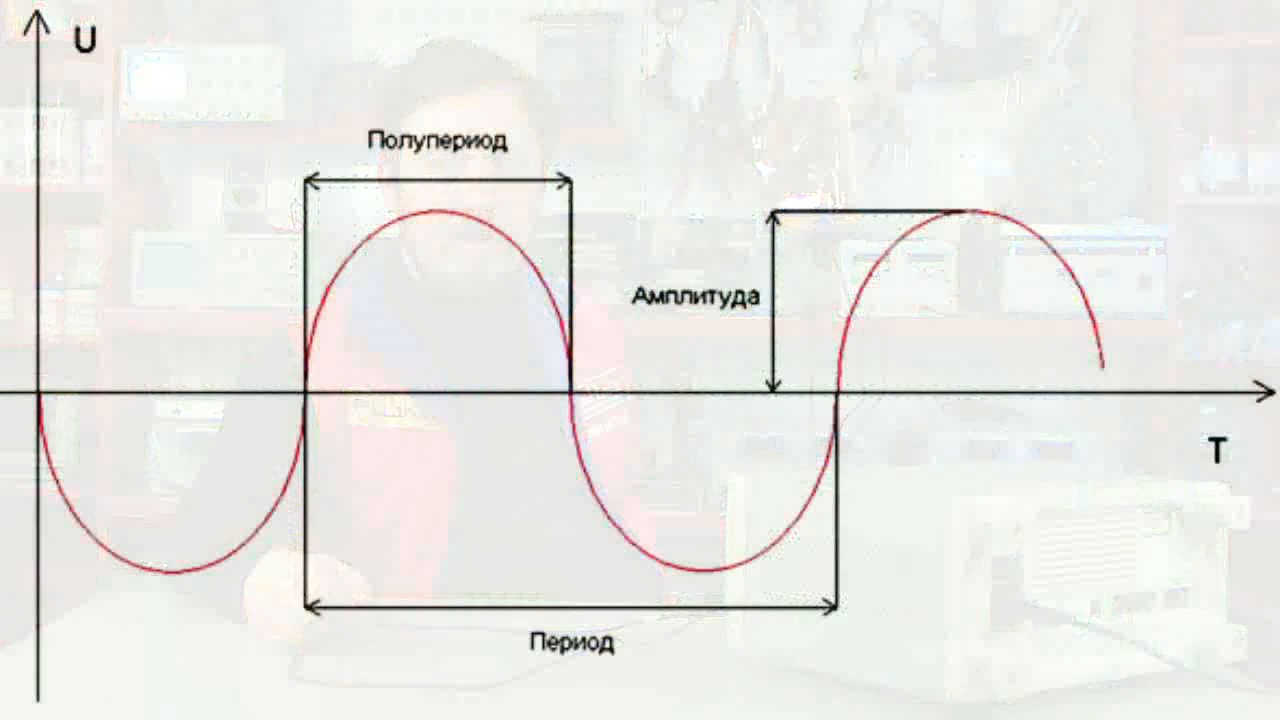 U
Полупериод
Амплитуда
T
Период